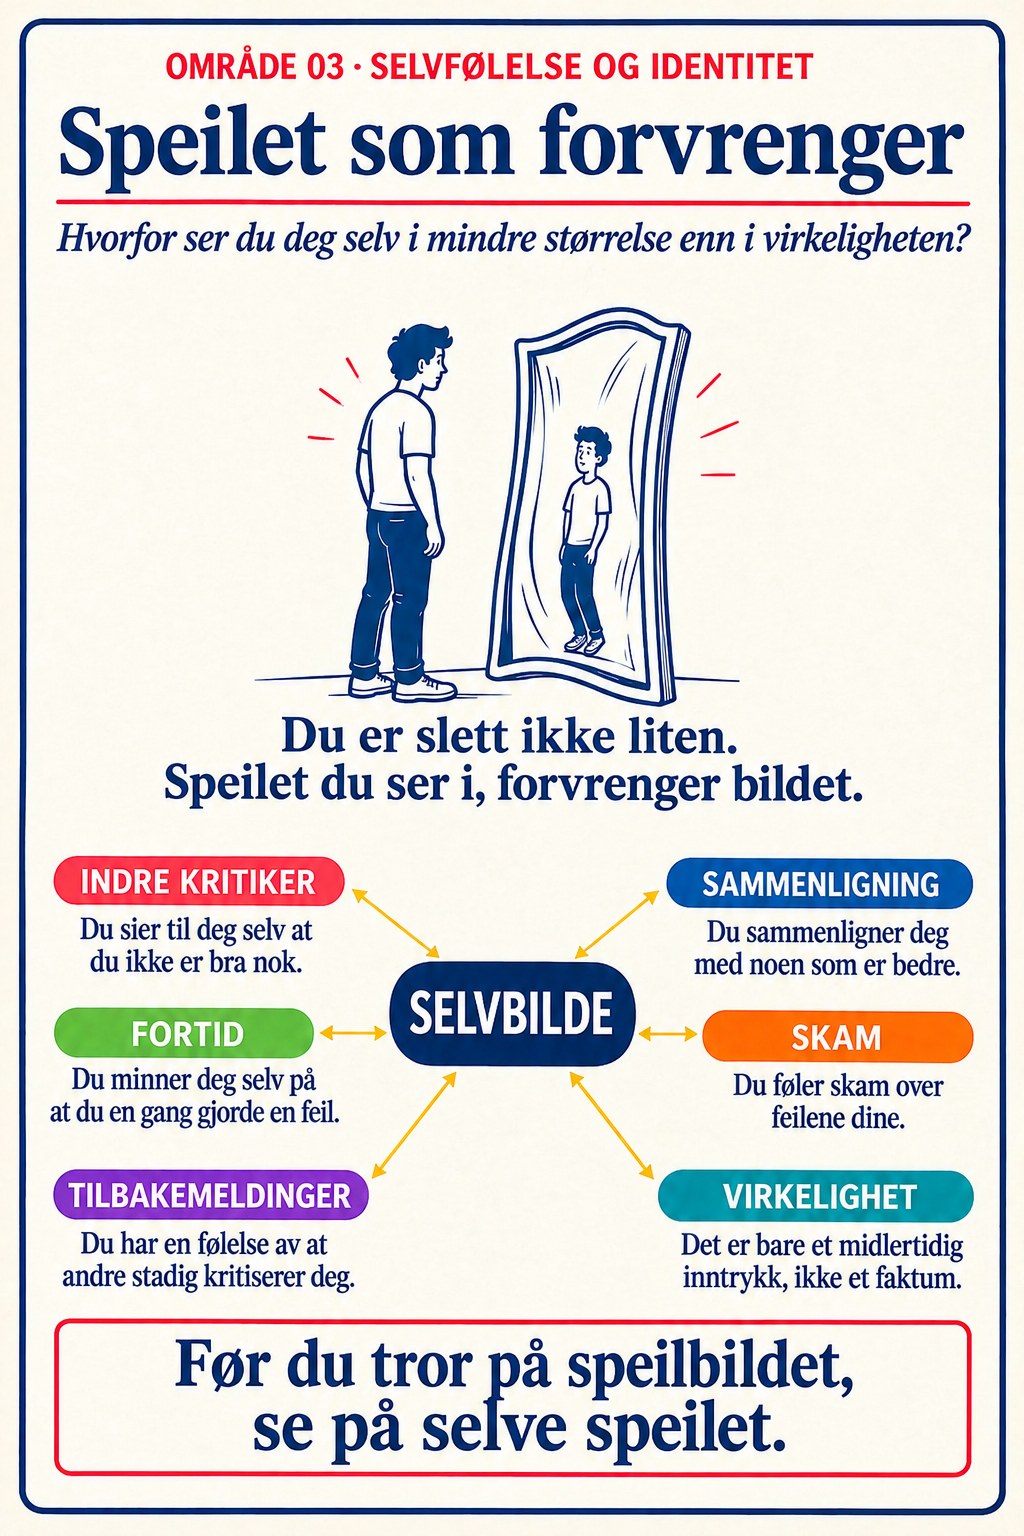 OMRÅDE 03 · SELVFØLELSE OG IDENTITET
Speilet som forvrenger
Hvorfor ser du deg selv i mindre størrelse enn i virkeligheten?
Du er slett ikke liten.
Speilet du ser i, forvrenger bildet.
INDRE KRITIKER
Du sier til deg selv at
du ikke er bra nok.
SAMMENLIGNING
Du sammenligner deg
med noen som er bedre.
SELVBILDE
FORTID
Du minner deg selv på
at du en gang gjorde en feil.
SKAM
Du føler skam over
feilene dine.
TILBAKEMELDINGER
Du har en følelse av at
andre stadig kritiserer deg.
VIRKELIGHET
Det er bare et midlertidig
inntrykk, ikke et faktum.
Før du tror på speilbildet,
se på selve speilet.